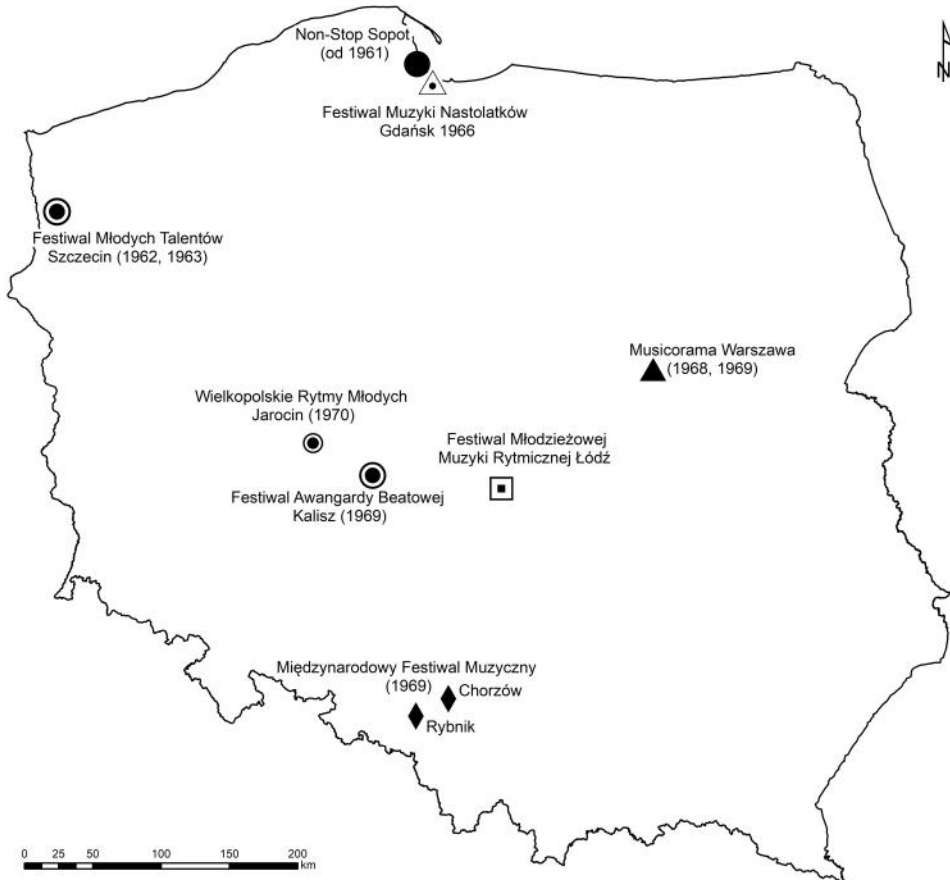 Non-Stop Sopot
(od 1961)
N
Festiwal Muzyki Nastolatków
Gdańsk 1966
Festiwal Młodych Talentów
Szczecin (1962, 1963)
Musicorama Warszawa
(1968, 1969)
Wielkopolskie Rytmy Młodych
Jarocin (1970)
Festiwal Młodzieżowej
Muzyki Rytmicznej Łódź
Festiwal Awangardy Beatowej
Kalisz (1969)
Międzynarodowy Festiwal Muzyczny
(1969)
Chorzów
Rybnik
0 25 50 100 150 200
km